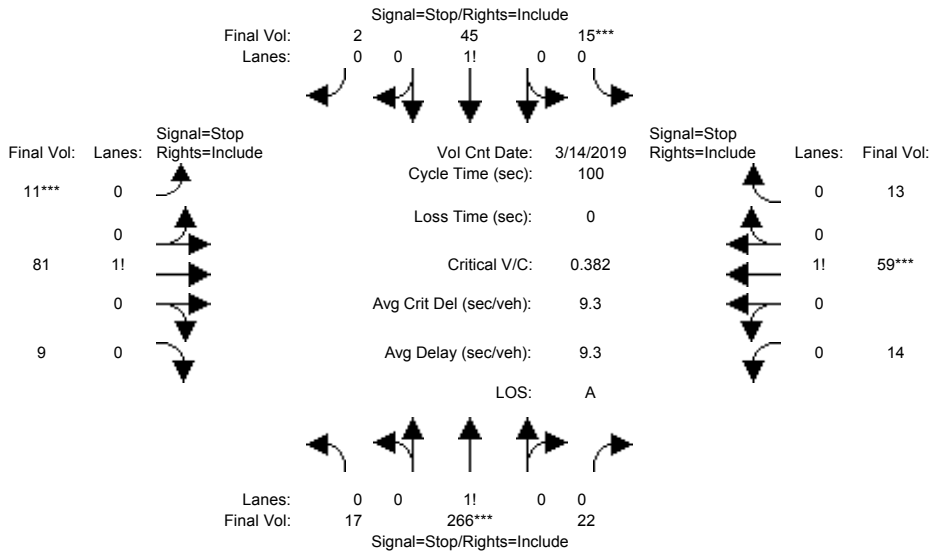 Signal=Stop/Rights=Include
Final Vol: 2 45 15***
Lanes: 0 0 1! 0 0
Signal=Stop Signal=Stop
Final Vol: Lanes: Rights=Include Vol Cnt Date: 3/14/2019 Rights=Include Lanes: Final Vol:
Cycle Time (sec): 100
11*** 0 0 13
Loss Time (sec): 0
0 0
81 1! Critical V/C: 0.382 1! 59***
0 Avg Crit Del (sec/veh): 9.3 0
9 0 Avg Delay (sec/veh): 9.3 0 14
LOS: A
Lanes: 0 0 1! 0 0
Final Vol: 17 266*** 22
Signal=Stop/Rights=Include